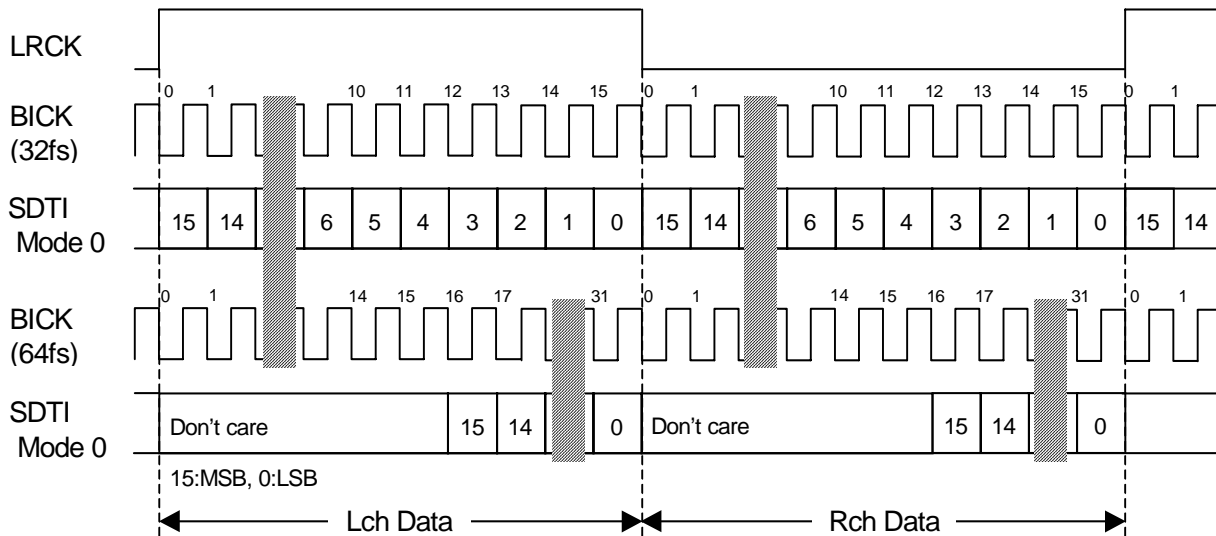 LRCK
0 1 10 11 12 13 14 15 0 1 10 11 12 13 14 15 0 1
BICK
(32fs)
SDTI
Mode 0
15 14 6 5 4 3 2 1 0 15 14 6 5 4 3 2 1 0 15 14
0 1 14 15 16 17 31 0 1 14 15 16 17 31 0 1
BICK
(64fs)
SDTI
Mode 0
Don't care 15 14 0 Don't care 15 14 0
15:MSB, 0:LSB
Lch Data Rch Data